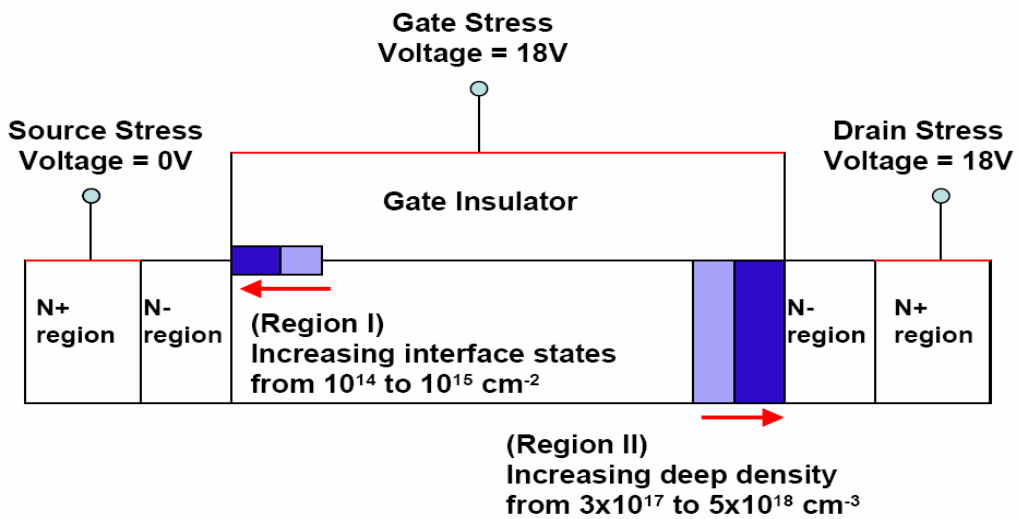 Gate Stress
Voltage = 18V
Source Stress
Voltage = 0V
Drain Stress
Voltage = 18V
Gate Insulator
N+
region
N-
region
(Region I)
Increasing interface states
from 10¹⁴ to 10¹⁵ cm⁻²
N-
region
N+
region
(Region II)
Increasing deep density
from 3x10¹⁷ to 5x10¹⁸ cm⁻³